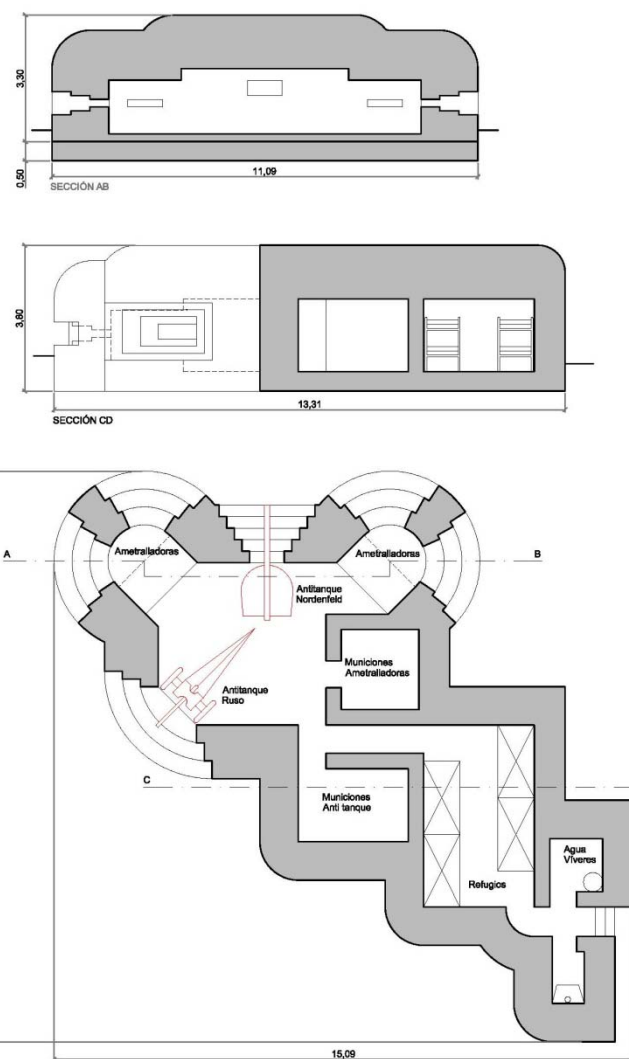 3,30
0,50
11,09
SECCIÓN AB
3,80
13,31
SECCIÓN CD
A
Ametralladoras
Ametralladoras
B
Antitanque
Nordenfeld
Municiones
Ametralladoras
Antitanque
Ruso
C
Municiones
Anti tanque
Agua
Víveres
Refugios
15,09